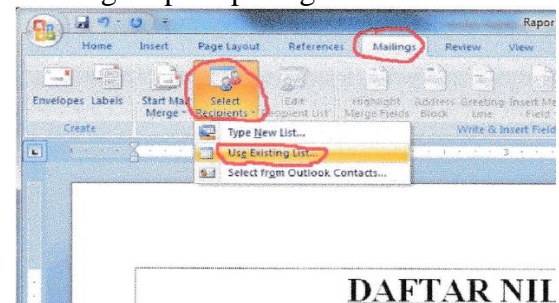 Rapor
Home Insert Page Layout References Mailings Review View
Envelopes Labels Start Mail Merge Select Recipients Edit Recipient List Highlight Merge Fields Address Block Greeting Line Insert Merge Field
Create Write & Insert Field
Type New List...
Use Existing List...
Select from Outlook Contacts...
3
DAFTAR NIL